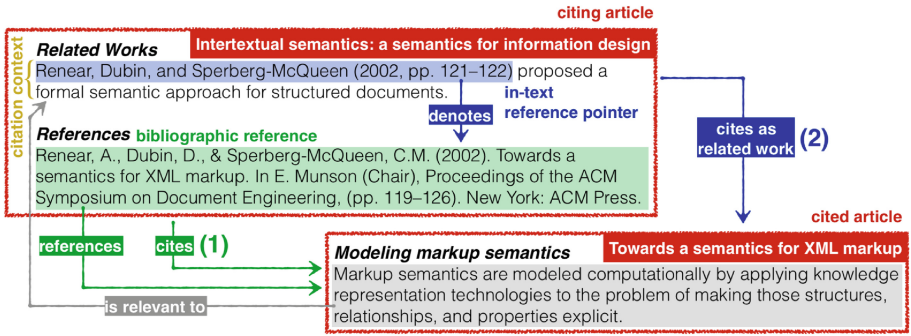 citing article
citation context
Related Works
Intertextual semantics: a semantics for information design
Renear, Dubin, and Sperberg-McQueen (2002, pp. 121–122) proposed a
formal semantic approach for structured documents.
in-text
reference pointer
denotes
References bibliographic reference
Renear, A., Dubin, D., & Sperberg-McQueen, C.M. (2002). Towards a
semantics for XML markup. In E. Munson (Chair), Proceedings of the ACM
Symposium on Document Engineering, (pp. 119–126). New York: ACM Press.
cites as
related work
(2)
cited article
references
cites (1)
Modeling markup semantics
Towards a semantics for XML markup
Markup semantics are modeled computationally by applying knowledge
representation technologies to the problem of making those structures,
relationships, and properties explicit.
is relevant to